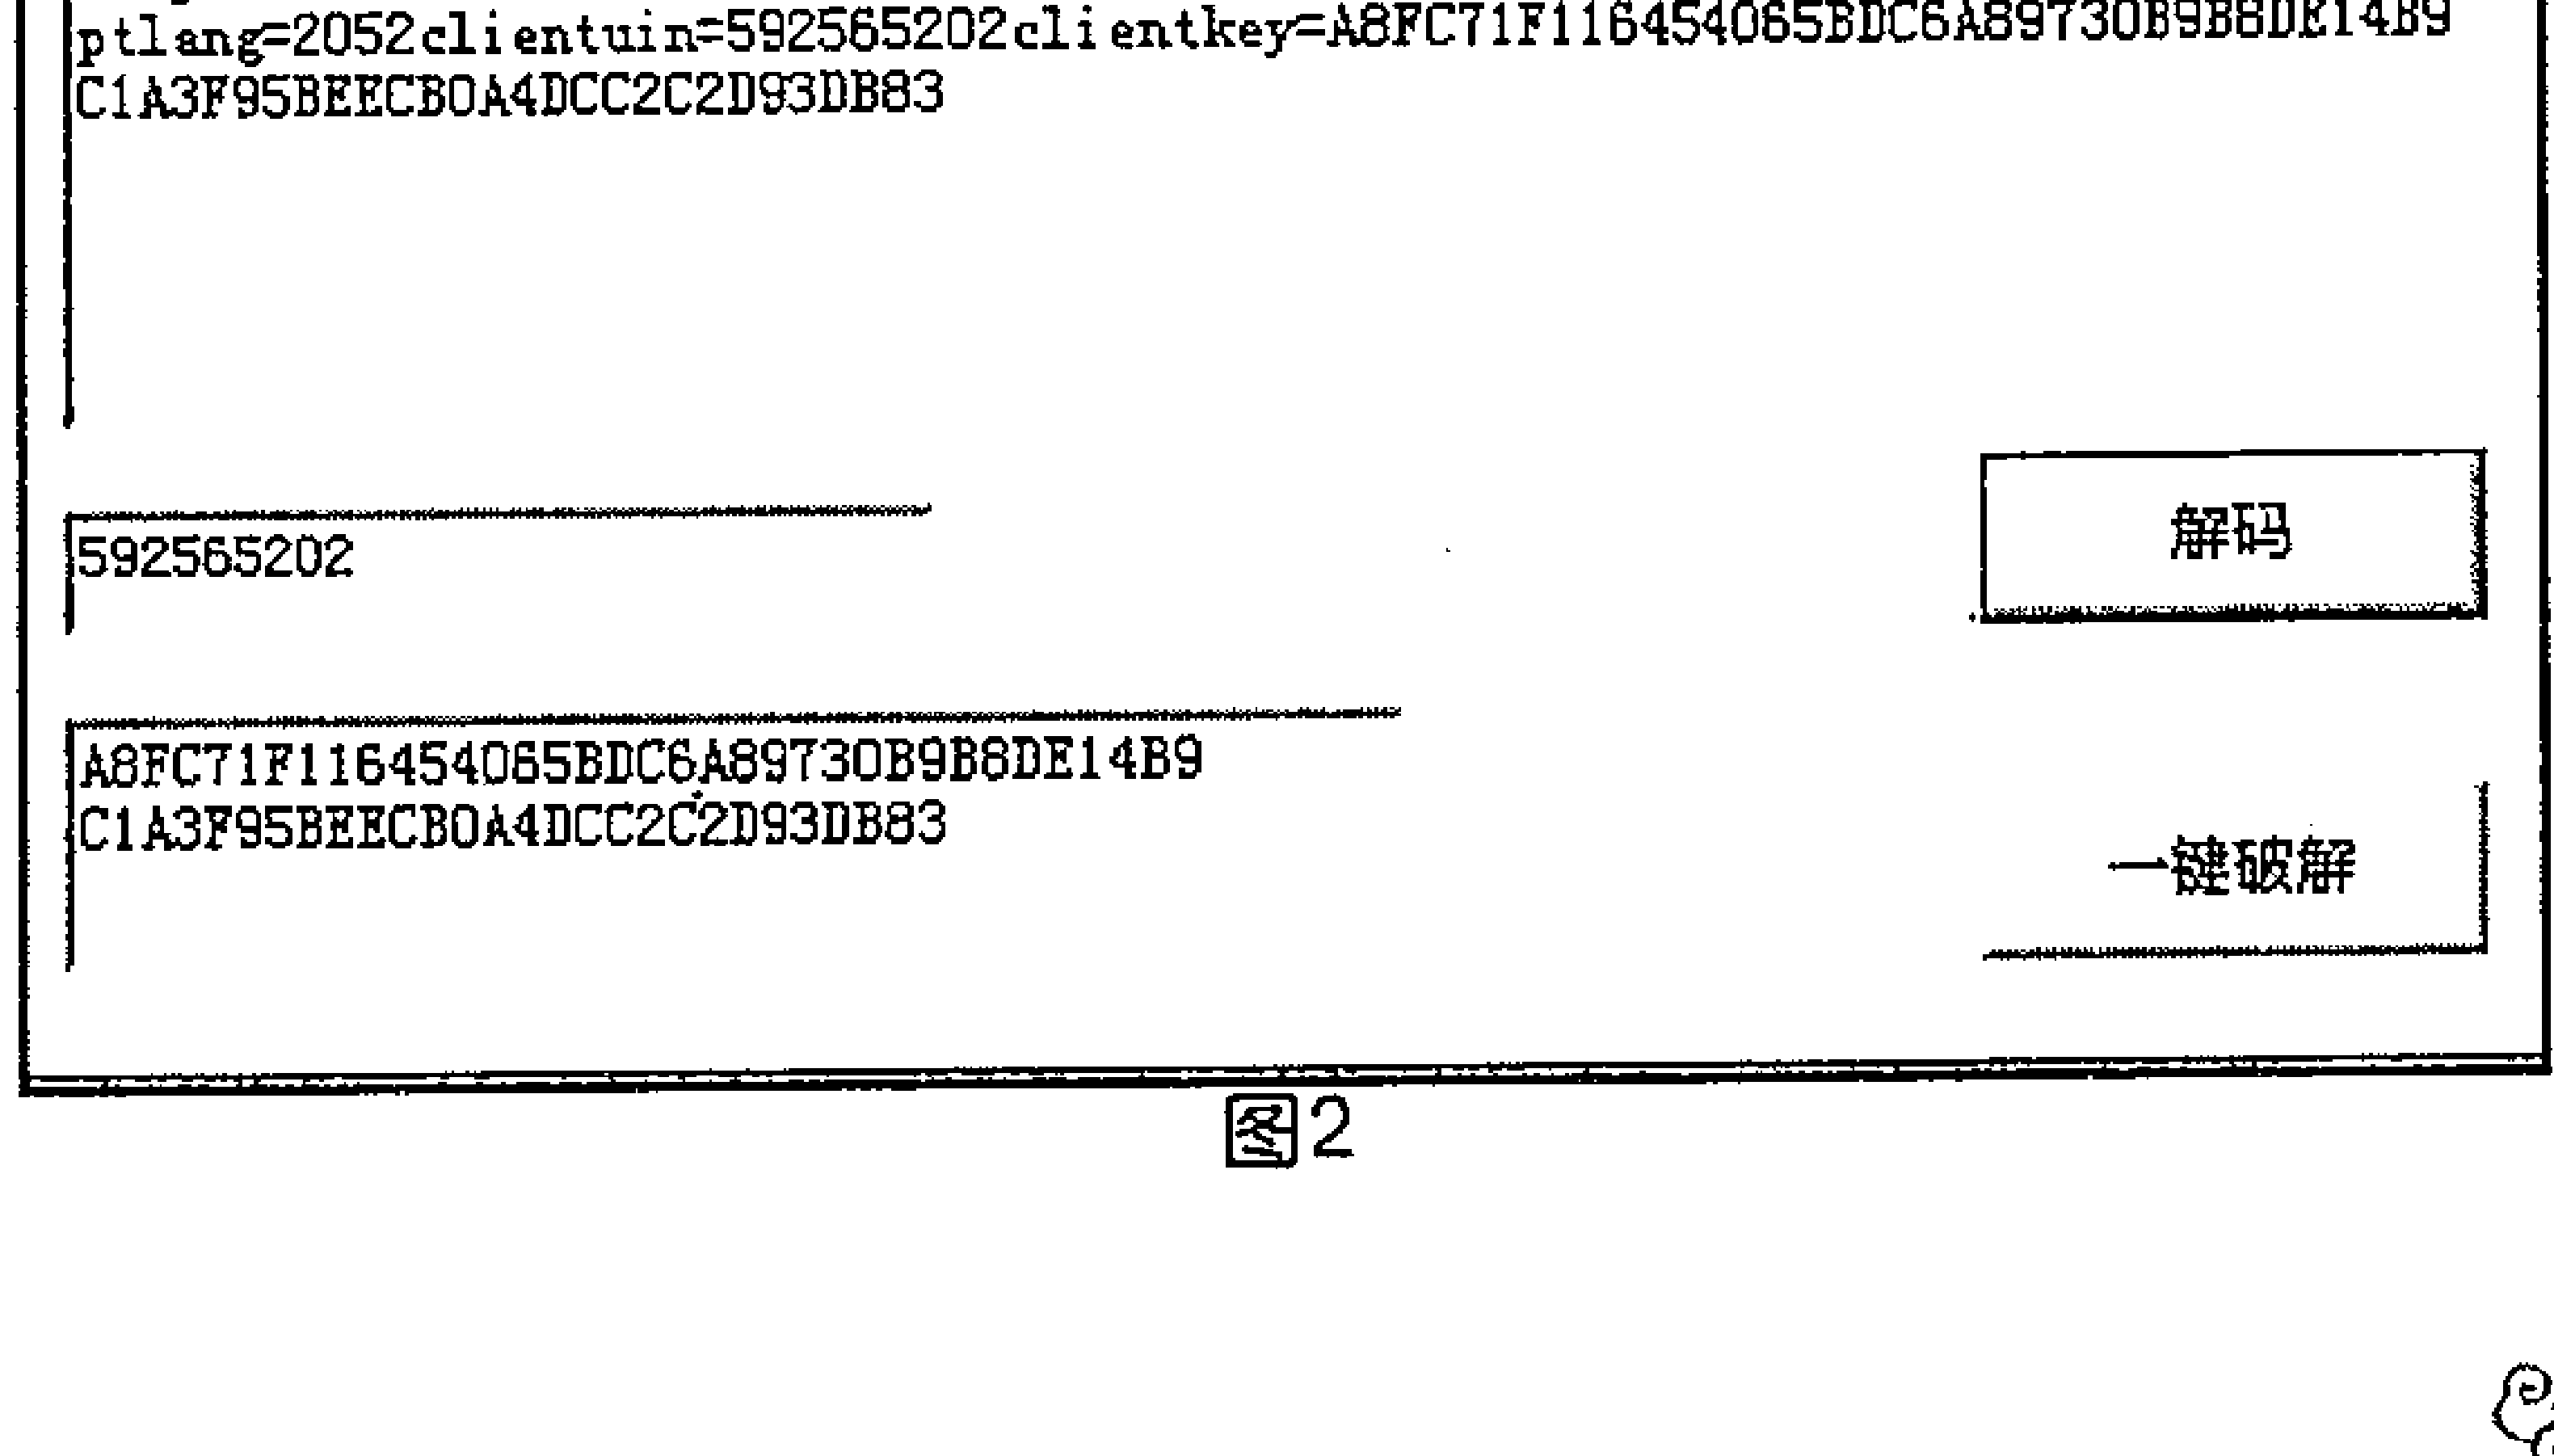 ptlang=2052clientuin=592565202clientkey=A8FC71F116454065BDC6A89730B9B8DE14B9
C1A3F95BEECB0A4DCC2C2D93DB83
592565202
解码
A8FC71F116454065BDC6A89730B9B8DE14B9
C1A3F95BEECB0A4DCC2C2D93DB83
一键破解
图2